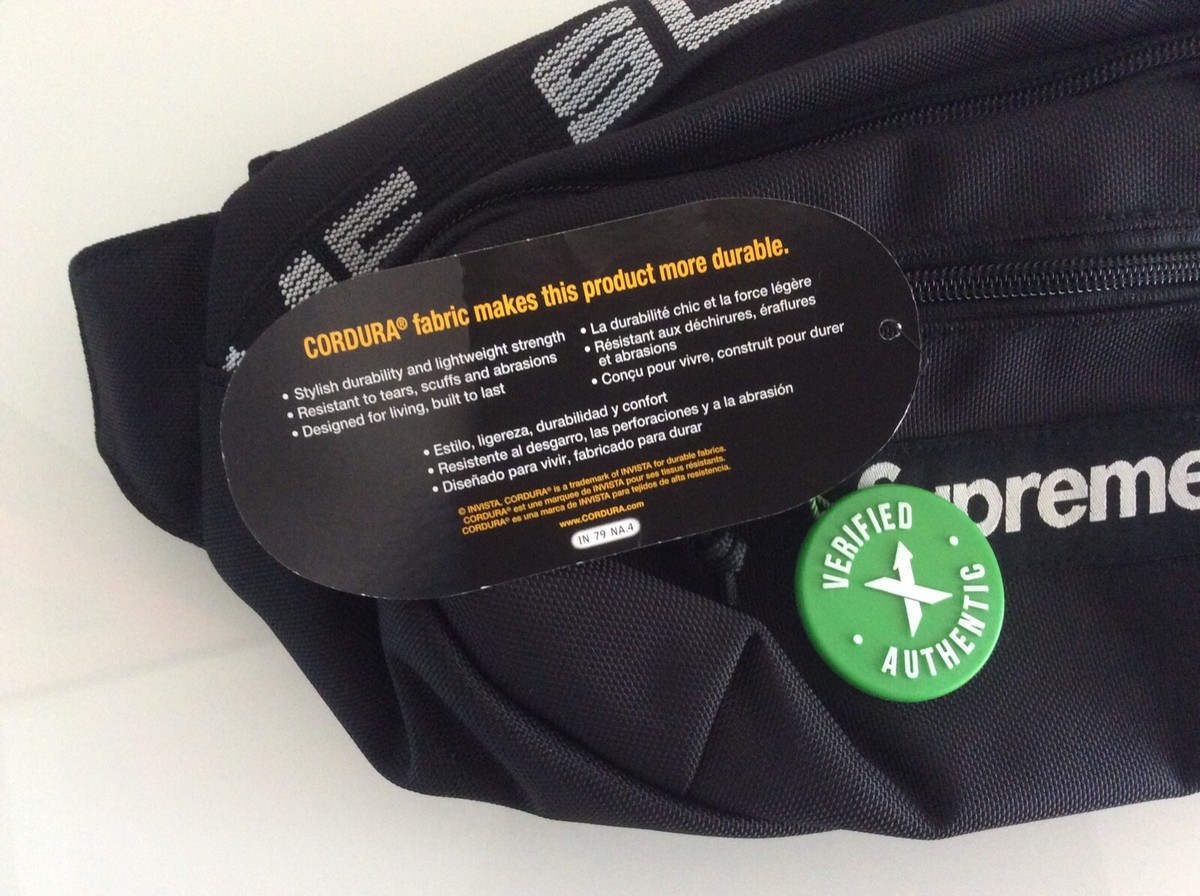 CORDURA® fabric makes this product more durable.
• Stylish durability and lightweight strength
• Resistant to tears, scuffs and abrasions
• Designed for living, built to last
• La durabilité chic et la force légère
• Résistant aux déchirures, éraflures
et abrasions
• Conçu pour vivre, construit pour durer
• Estilo, ligereza, durabilidad y confort
• Resistente al desgarro, las perforaciones y a la abrasión
• Diseñado para vivir, fabricado para durar
© INVISTA. CORDURA® is a trademark of INVISTA for durable fabrics.
CORDURA® est une marquee de INVISTA pour ses tissus résistants.
CORDURA® es una marca de INVISTA para tejidos de alta resistencia.
www.CORDURA.com
IN 79 NA.4
Supreme
VERIFIED
X
AUTHENTIC